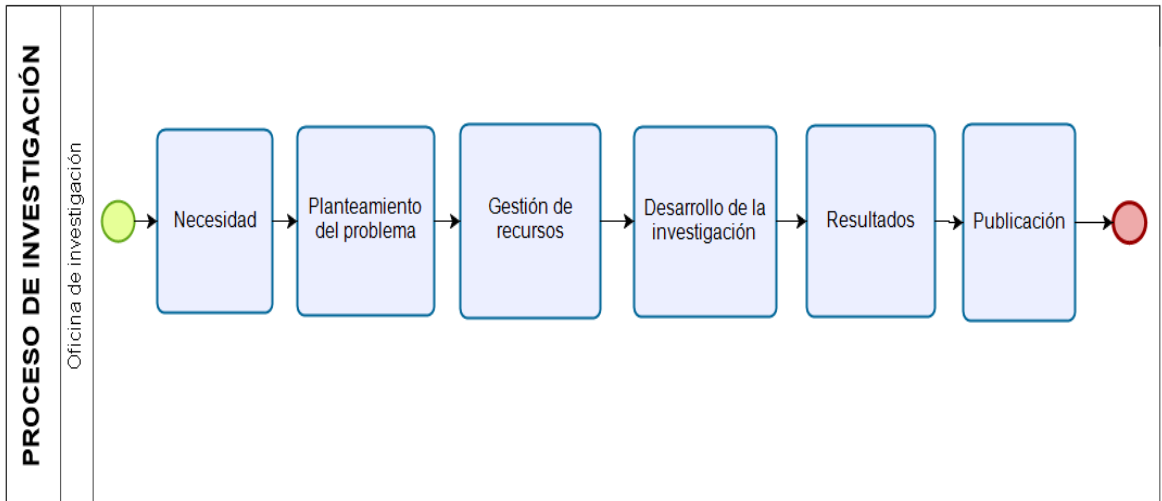 PROCESO DE INVESTIGACIÓN
Oficina de investigación
Necesidad
Planteamiento
del problema
Gestión de
recursos
Desarrollo de la
investigación
Resultados
Publicación